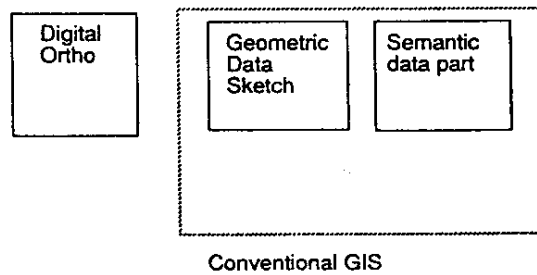 Digital
Ortho
Geometric
Data
Sketch
Semantic
data part
Conventional GIS